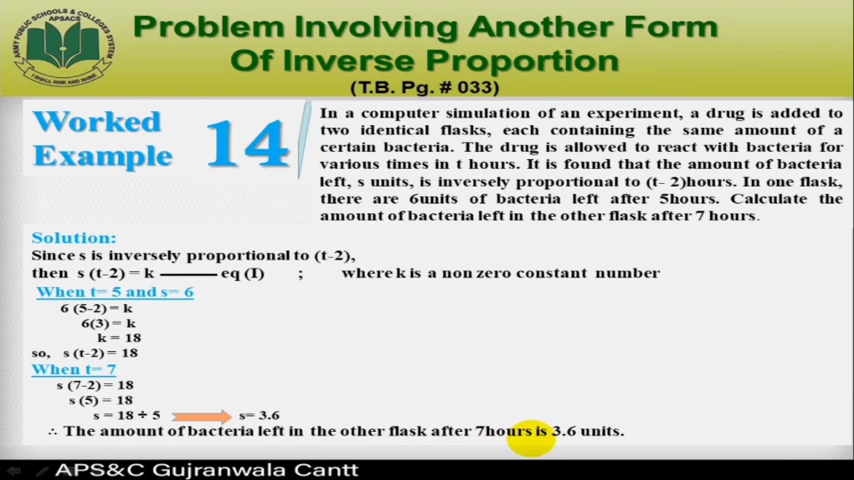 Problem Involving Another Form
Of Inverse Proportion
(T.B. Pg. # 033)
ARMY PUBLIC SCHOOLS & COLLEGES SYSTEM
APSACS
I SHALL RISE AND SHINE
Worked
Example 14
In a computer simulation of an experiment, a drug is added to
two identical flasks, each containing the same amount of a
certain bacteria. The drug is allowed to react with bacteria for
various times in t hours. It is found that the amount of bacteria
left, s units, is inversely proportional to (t- 2)hours. In one flask,
there are 6units of bacteria left after 5hours. Calculate the
amount of bacteria left in the other flask after 7 hours.
Solution:
Since s is inversely proportional to (t-2),
then s (t-2) = k ——— eq (I) ; where k is a non zero constant number
When t= 5 and s= 6
6 (5-2) = k
6(3) = k
k = 18
so, s (t-2) = 18
When t= 7
s (7-2) = 18
s (5) = 18
s = 18 ÷ 5 s= 3.6
∴ The amount of bacteria left in the other flask after 7hours is 3.6 units.
APS&C Gujranwala Cantt